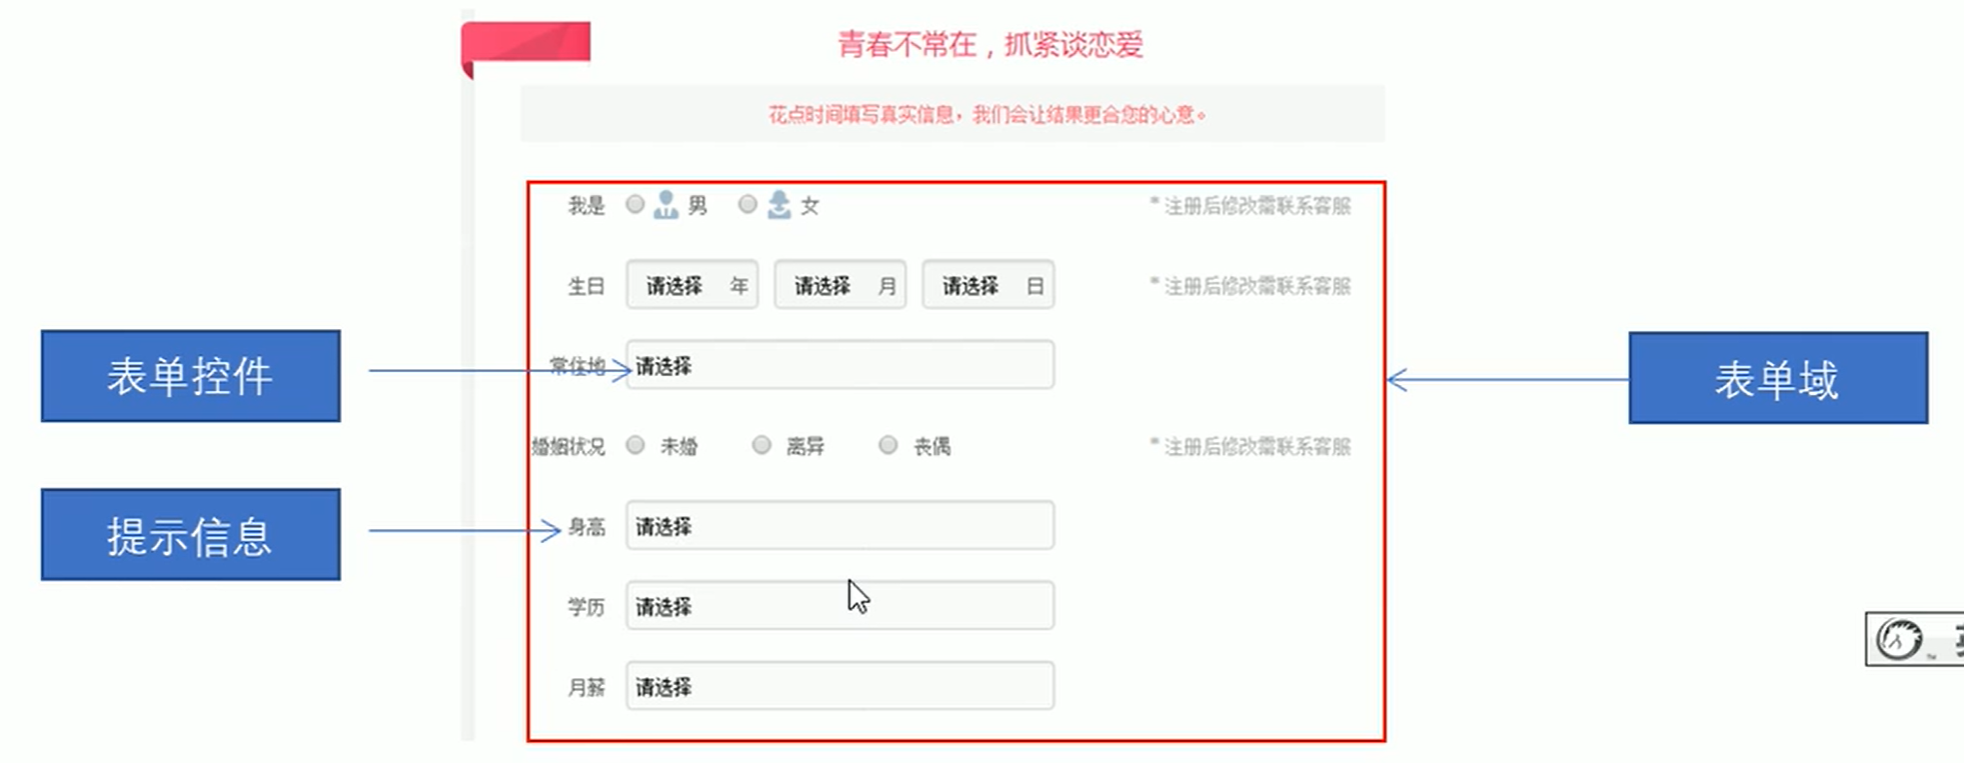 青春不常在，抓紧谈恋爱
花点时间填写真实信息，我们会让结果更合您的心意。
我是 男 女 * 注册后修改需联系客服
生日 请选择 年 请选择 月 请选择 日 * 注册后修改需联系客服
表单控件
常住地 请选择
表单域
婚姻状况 未婚 离异 丧偶 * 注册后修改需联系客服
提示信息
身高 请选择
学历 请选择
月薪 请选择